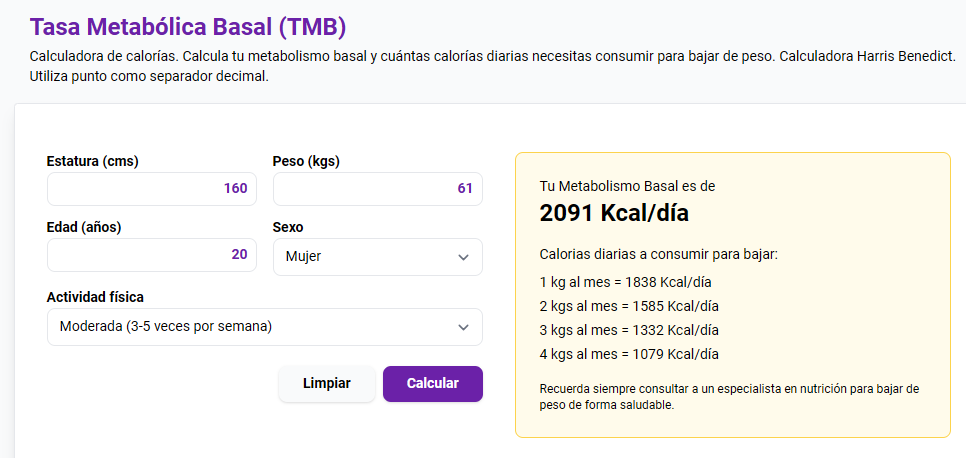 Tasa Metabólica Basal (TMB)
Calculadora de calorías. Calcula tu metabolismo basal y cuántas calorías diarias necesitas consumir para bajar de peso. Calculadora Harris Benedict.
Utiliza punto como separador decimal.
Estatura (cms)
160
Peso (kgs)
61
Edad (años)
20
Sexo
Mujer
Actividad física
Moderada (3-5 veces por semana)
Limpiar
Calcular
Tu Metabolismo Basal es de
2091 Kcal/día
Calorias diarias a consumir para bajar:
1 kg al mes = 1838 Kcal/día
2 kgs al mes = 1585 Kcal/día
3 kgs al mes = 1332 Kcal/día
4 kgs al mes = 1079 Kcal/día
Recuerda siempre consultar a un especialista en nutrición para bajar de
peso de forma saludable.